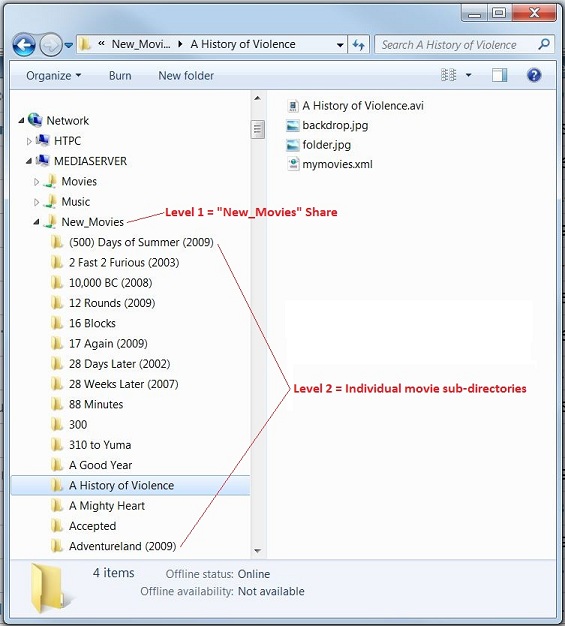 « New_Movi... ▸ A History of Violence
Search A History of Violence
Organize Burn New folder
Network
HTPC
MEDIASERVER
Movies
Music
New_Movies
(500) Days of Summer (2009)
2 Fast 2 Furious (2003)
10,000 BC (2008)
12 Rounds (2009)
16 Blocks
17 Again (2009)
28 Days Later (2002)
28 Weeks Later (2007)
88 Minutes
300
310 to Yuma
A Good Year
A History of Violence
A Mighty Heart
Accepted
Adventureland (2009)
A History of Violence.avi
backdrop.jpg
folder.jpg
mymovies.xml
Level 1 = "New_Movies" Share
Level 2 = Individual movie sub-directories
4 items Offline status: Online
Offline availability: Not available